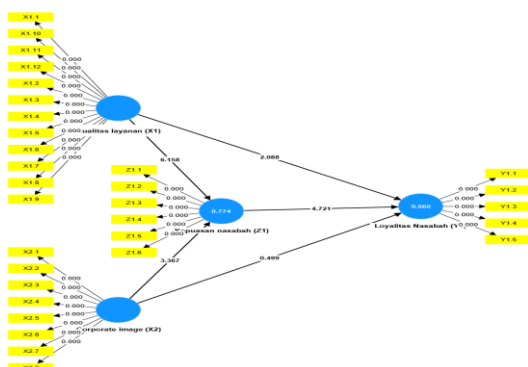 X1.1
X1.10
X1.11
X1.12
X1.2
X1.3
X1.4
X1.5
X1.6
X1.7
X1.8
X1.9
0.000
0.000
0.000
0.000
0.000
0.000
0.000
0.000
0.000
0.000
0.000
0.000
ualitas layanan (X1)
6.158
2.088
Z1.1
Z1.2
Z1.3
Z1.4
Z1.5
Z1.6
0.000
0.000
0.000
0.000
0.000
0.000
0.774
puasan nasabah (Z1)
4.721
Loyalitas Nasabah (Y
Y1.1
Y1.2
Y1.3
Y1.4
Y1.5
0.000
0.000
0.000
0.000
0.000
3.367
0.499
X2.1
X2.2
X2.3
X2.4
X2.5
X2.6
X2.7
0.000
0.000
0.000
0.000
0.000
0.000
0.000
0.000
orporate image (X2)